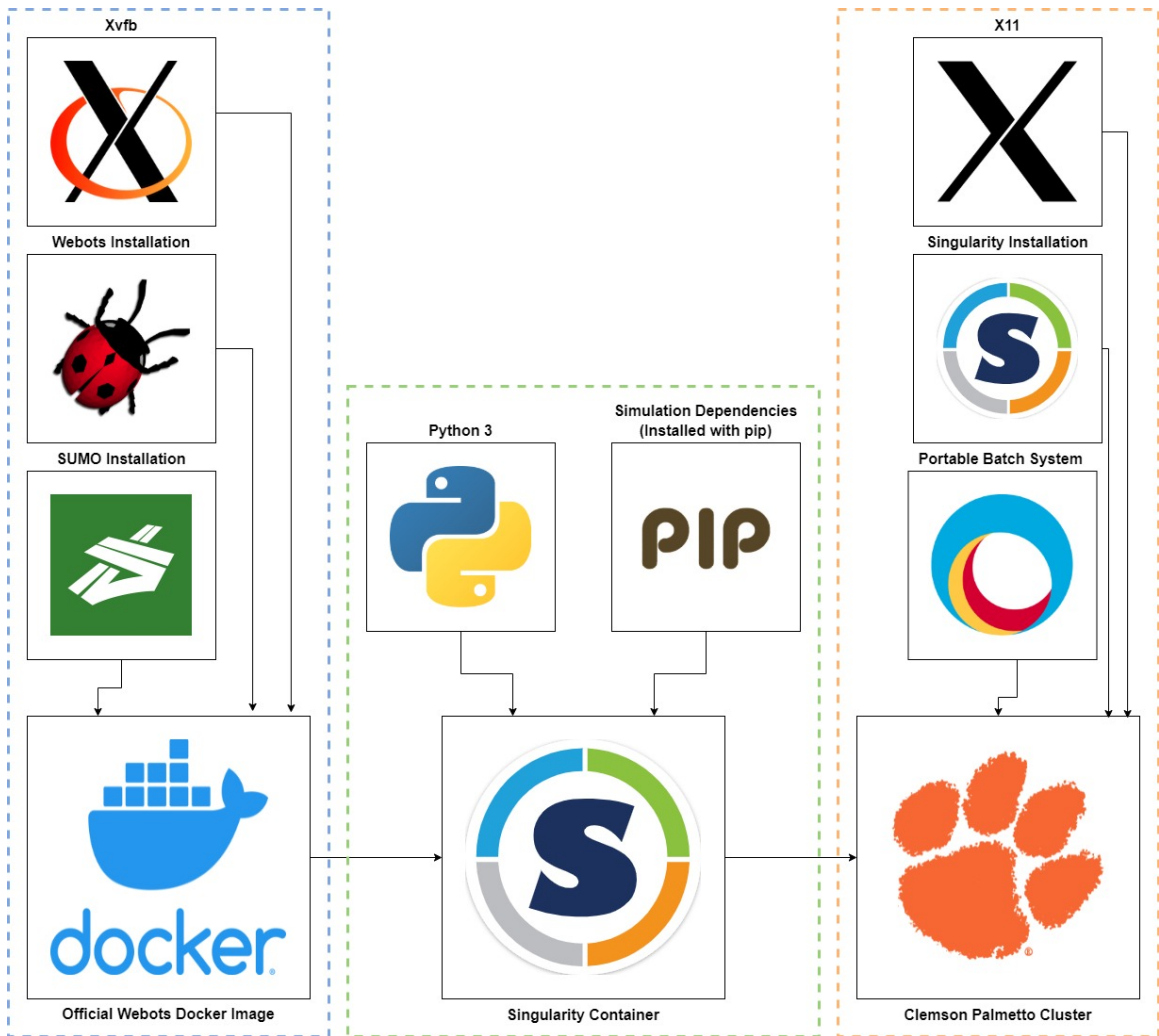 Xvfb
X11
Webots Installation
Singularity Installation
SUMO Installation
Python 3
Simulation Dependencies
(Installed with pip)
Portable Batch System
PIP
S
S
docker
®
Official Webots Docker Image
Singularity Container
Clemson Palmetto Cluster